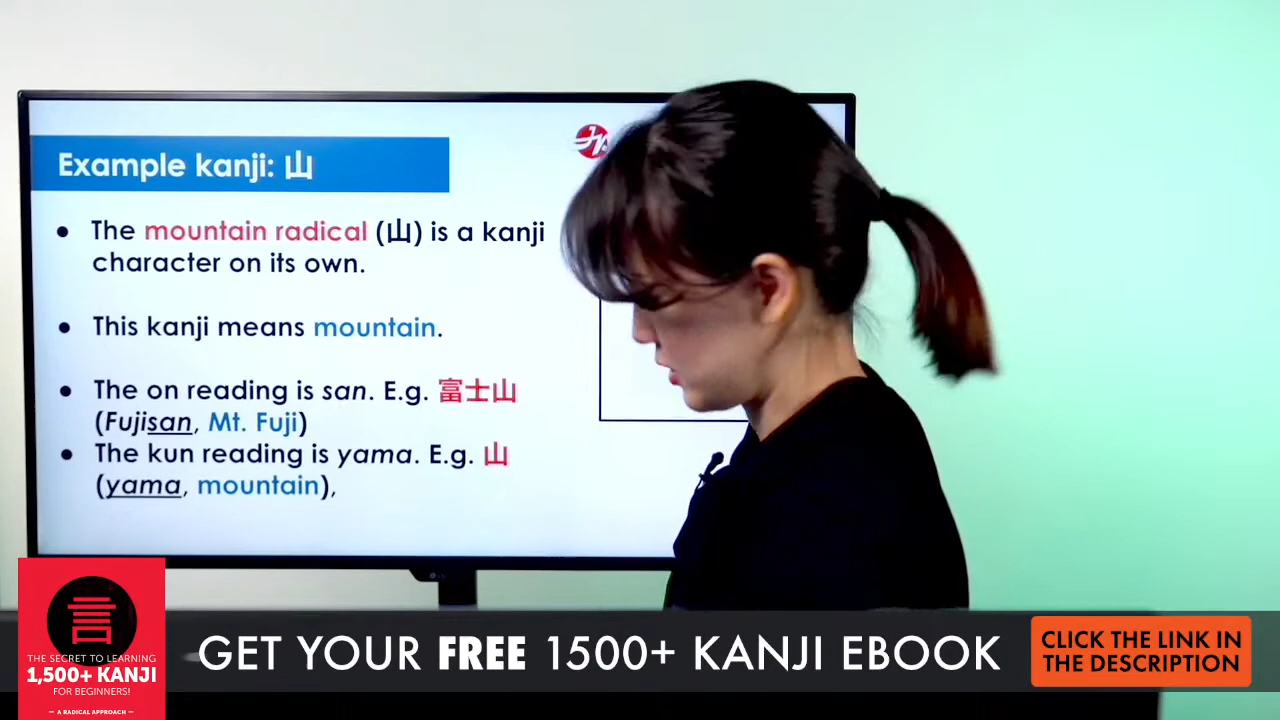 Example kanji: 山
• The mountain radical (山) is a kanji
character on its own.
• This kanji means mountain.
• The on reading is san. E.g. 富士山
(Fujisan, Mt. Fuji)
• The kun reading is yama. E.g. 山
(yama, mountain),
言
THE SECRET TO LEARNING
1,500+ KANJI
FOR BEGINNERS!
— A RADICAL APPROACH —
GET YOUR FREE 1500+ KANJI EBOOK
CLICK THE LINK IN
THE DESCRIPTION